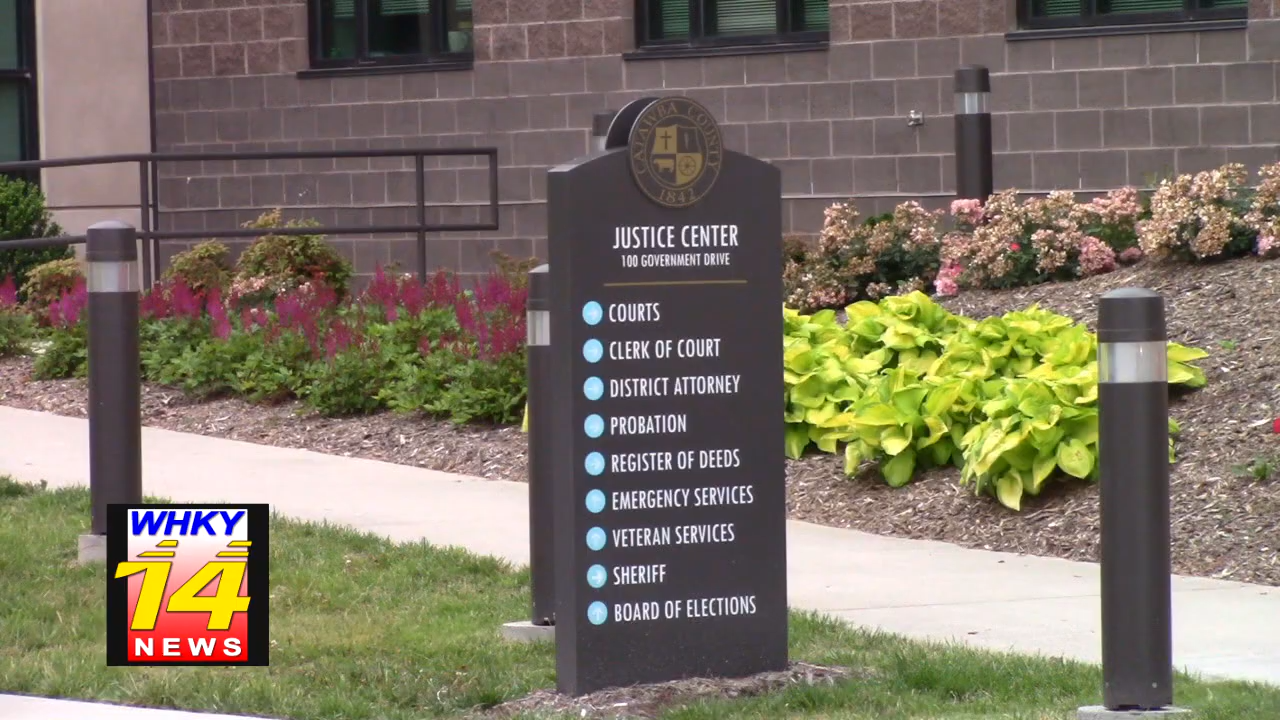 CATAWBA COUNTY
1842
JUSTICE CENTER
100 GOVERNMENT DRIVE
COURTS
CLERK OF COURT
DISTRICT ATTORNEY
PROBATION
REGISTER OF DEEDS
EMERGENCY SERVICES
VETERAN SERVICES
SHERIFF
BOARD OF ELECTIONS
WHKY
14
NEWS